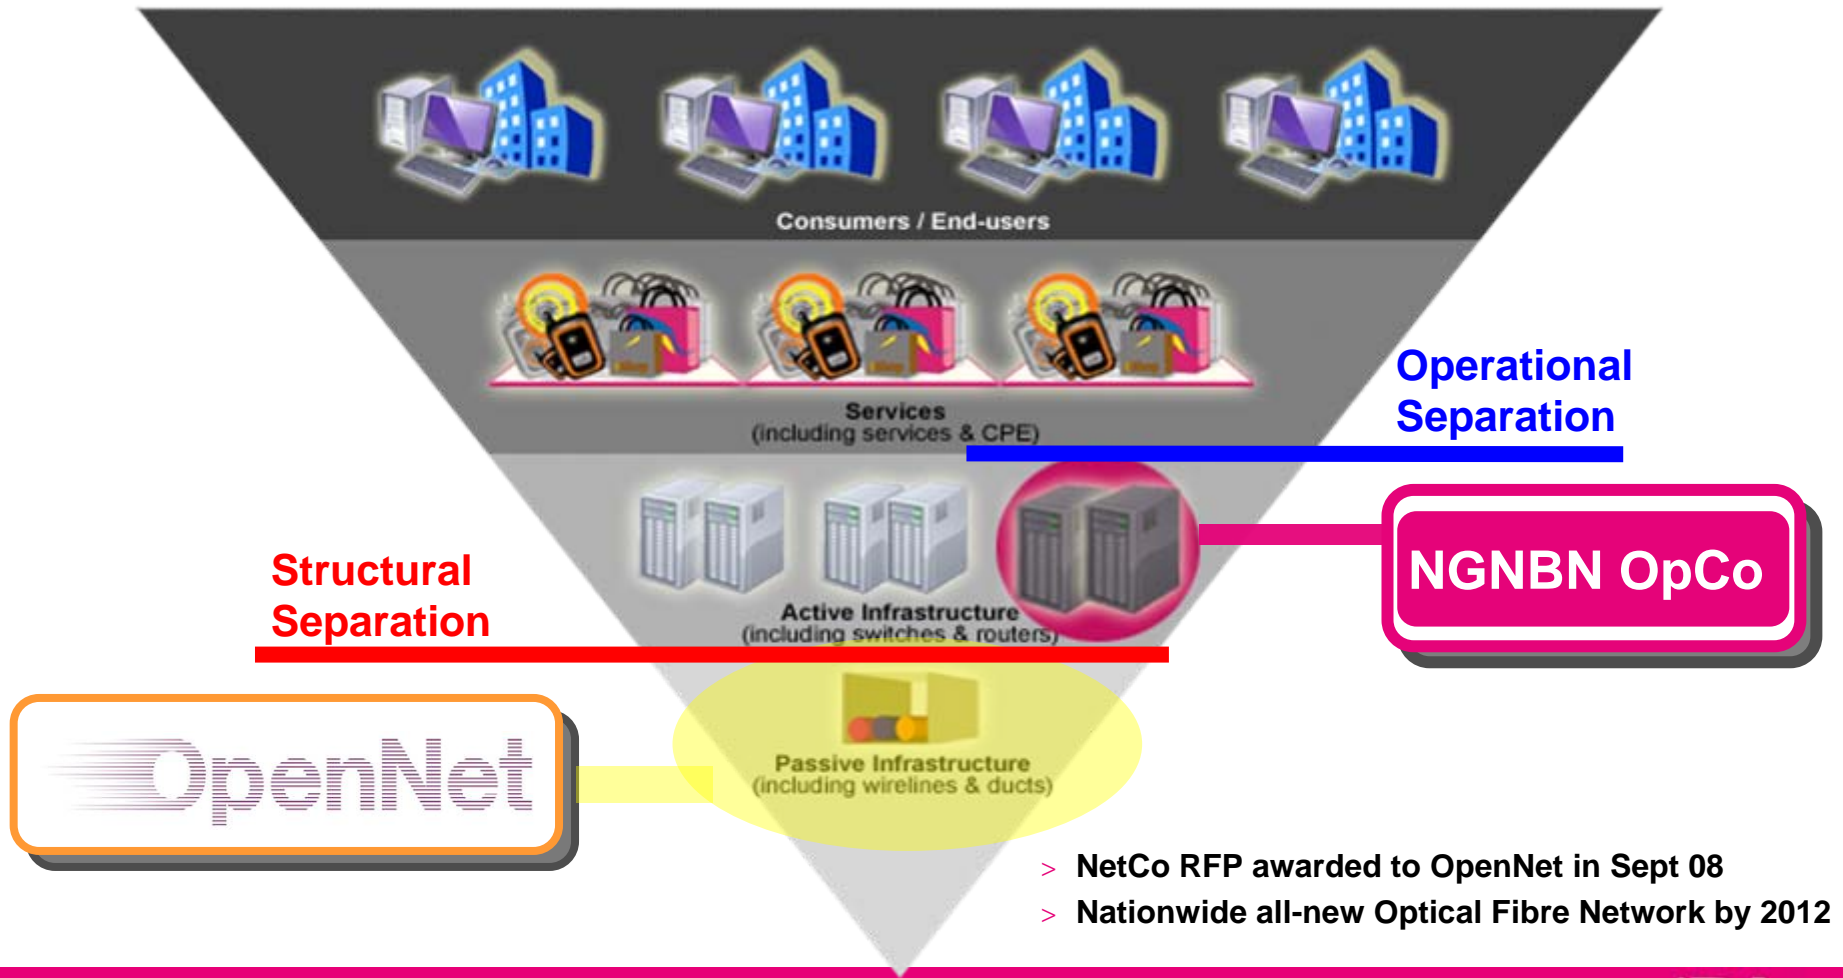 Consumers / End-users
Services
(including services & CPE)
Operational
Separation
NGNBN OpCo
Structural
Separation
Active Infrastructure
(including switches & routers)
OpenNet
Passive Infrastructure
(including wirelines & ducts)
> NetCo RFP awarded to OpenNet in Sept 08
> Nationwide all-new Optical Fibre Network by 2012